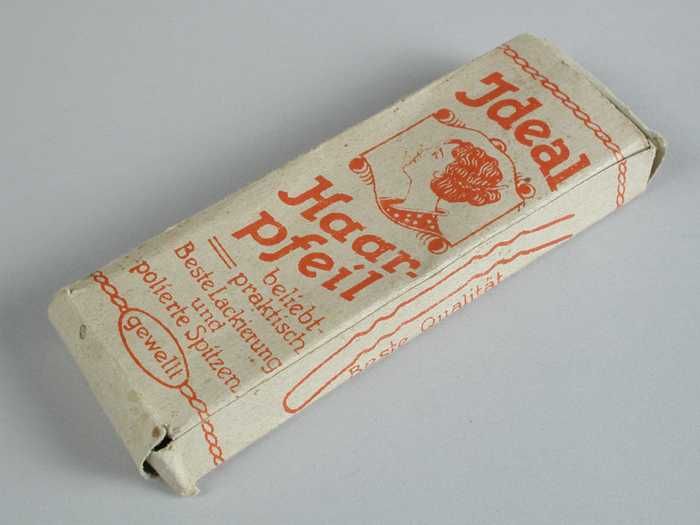 Ideal
Haar-
pfeil
beliebt.
praktisch
Beste Lackierung
und
polierte Spitzen
gewellt
Beste Qualität